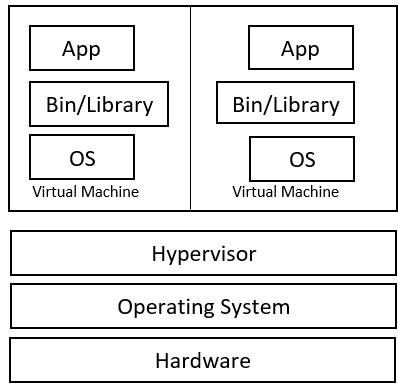 App
Bin/Library
OS
Virtual Machine
App
Bin/Library
OS
Virtual Machine
Hypervisor
Operating System
Hardware